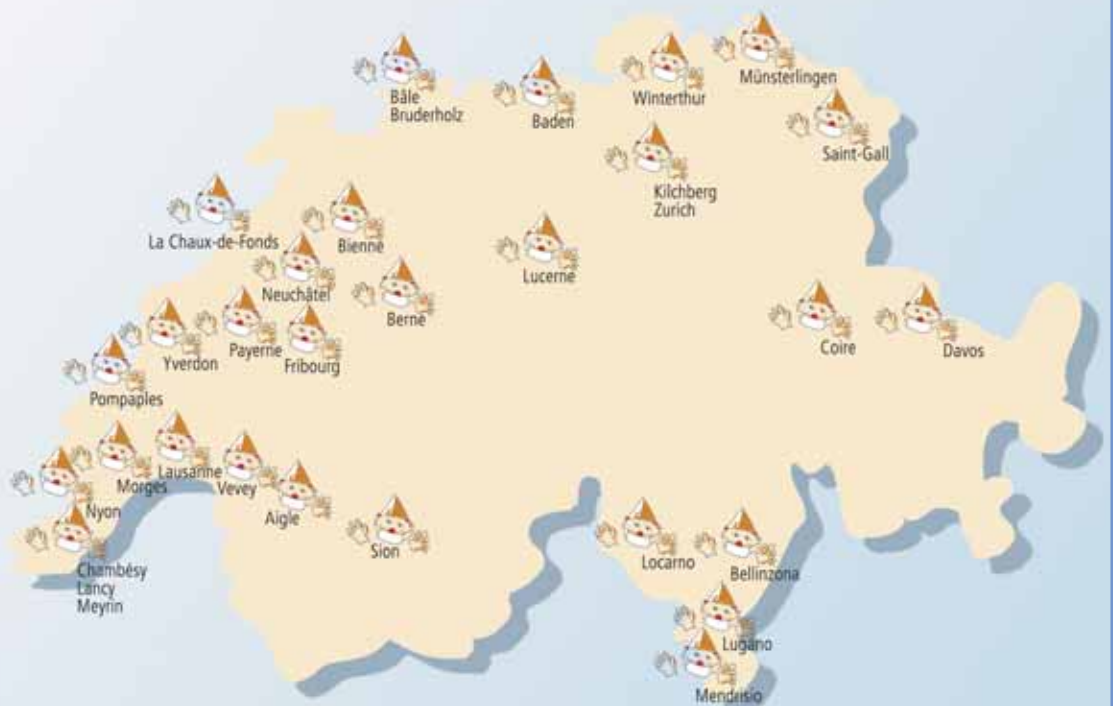 Bâle
Bruderholz
Baden
Winterthur
Münsterlingen
Saint-Gall
Kilchberg
Zurich
La Chaux-de-Fonds
Bienne
Lucerne
Neuchâtel
Berne
Yverdon
Payerne
Fribourg
Coire
Davos
Pompaples
Nyon
Morges
Lausanne
Vevey
Aigle
Sion
Locarno
Bellinzona
Chambésy
Lancy
Meyrin
Lugano
Mendrisio